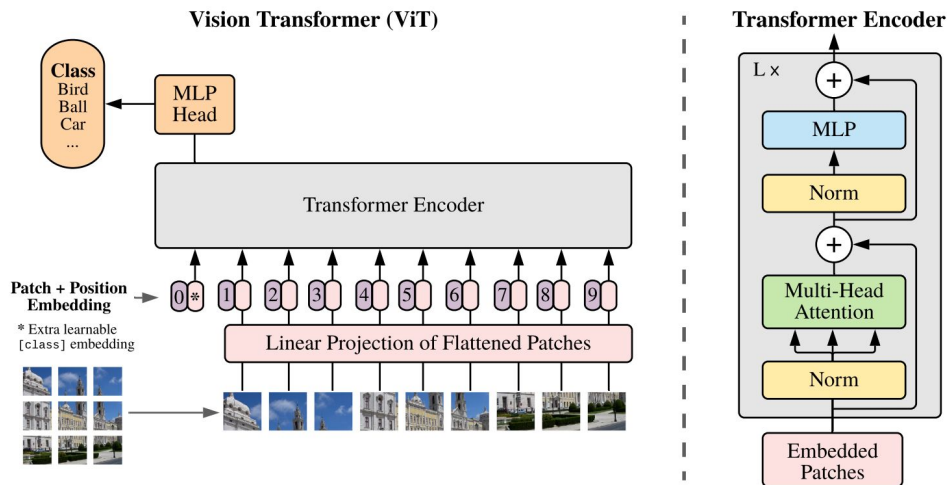 Vision Transformer (ViT)
Class
Bird
Ball
Car
...
MLP
Head
Transformer Encoder
Patch + Position
Embedding
* Extra learnable
[class] embedding
0 * 1 2 3 4 5 6 7 8 9
Linear Projection of Flattened Patches
Transformer Encoder
L ×
+
MLP
Norm
+
Multi-Head
Attention
Norm
Embedded
Patches